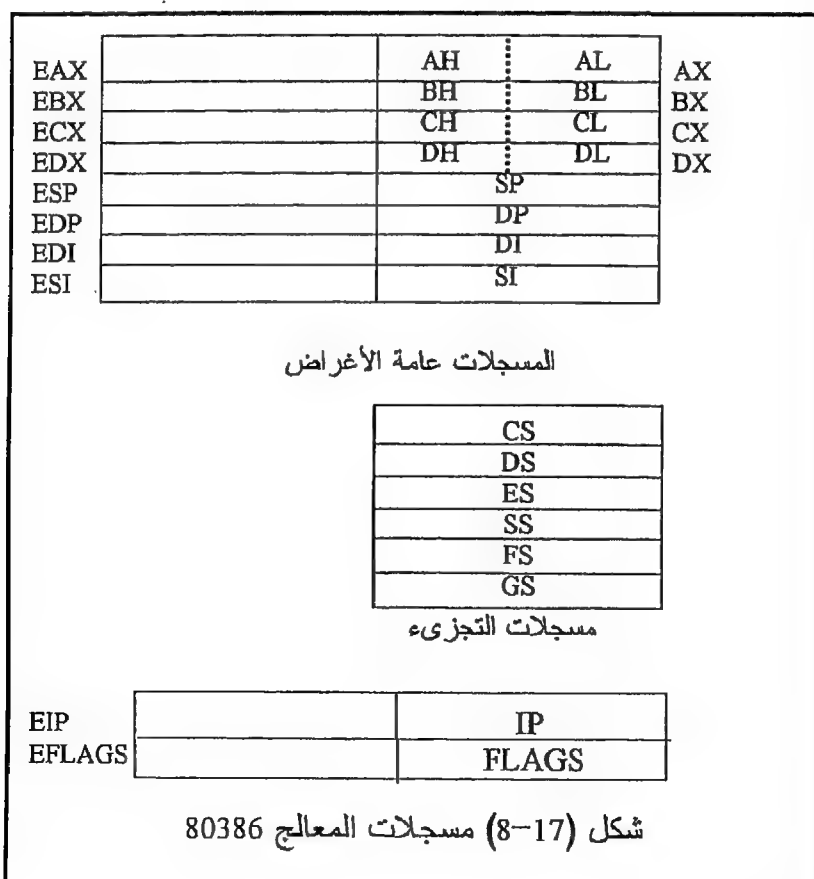 EAX AH AL AX
EBX BH BL BX
ECX CH CL CX
EDX DH DL DX
ESP SP
EDP DP
EDI DI
ESI SI
المسجلات عامة الأغراض
CS
DS
ES
SS
FS
GS
مسجلات التجزىء
EIP IP
EFLAGS FLAGS
شكل (17-8) مسجلات المعالج 80386